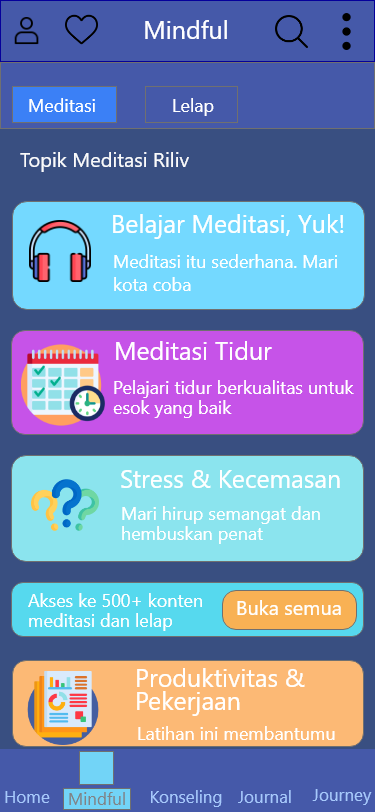 Mindful
Meditasi
Lelap
Topik Meditasi Riliv
Belajar Meditasi, Yuk!
Meditasi itu sederhana. Mari
kota coba
Meditasi Tidur
Pelajari tidur berkualitas untuk
esok yang baik
Stress & Kecemasan
Mari hirup semangat dan
hembuskan penat
Akses ke 500+ konten
meditasi dan lelap
Buka semua
Produktivitas &
Pekerjaan
Latihan ini membantumu
Home
Mindful
Konseling
Journal
Journey